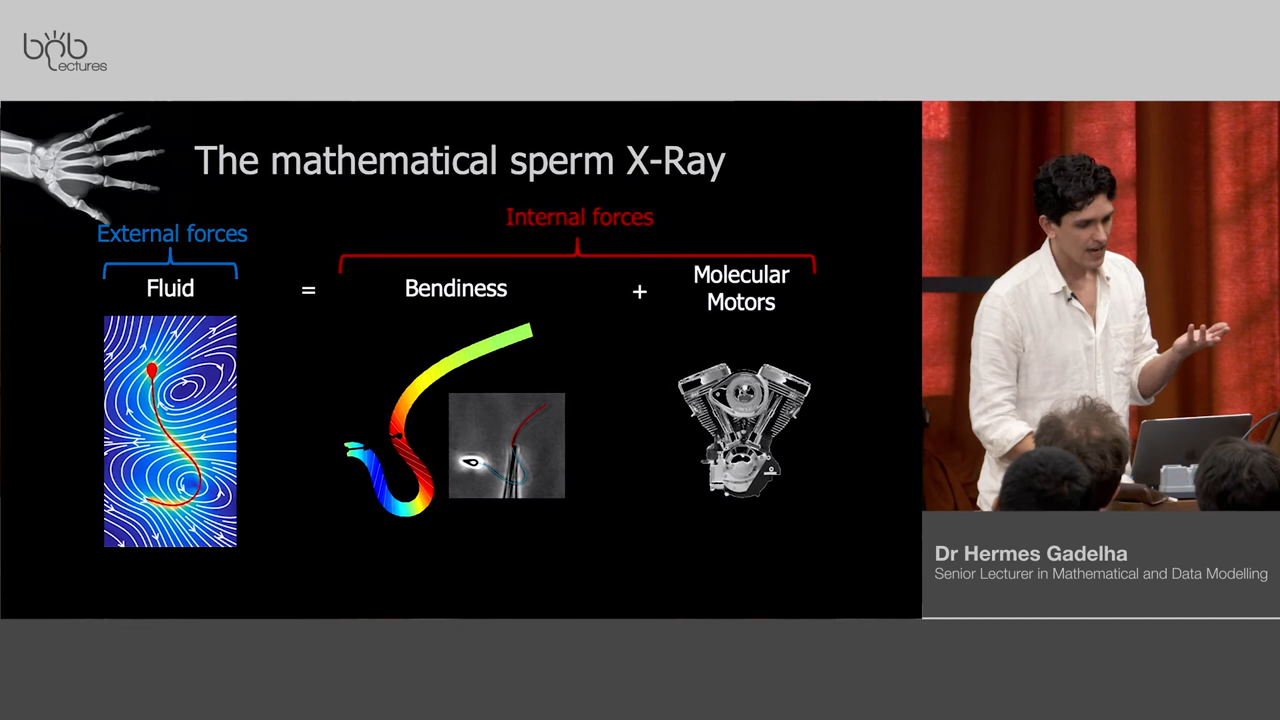 bnb
Lectures
The mathematical sperm X-Ray
Internal forces
External forces
Fluid
=
Bendiness
+
Molecular
Motors
Dr Hermes Gadelha
Senior Lecturer in Mathematical and Data Modelling